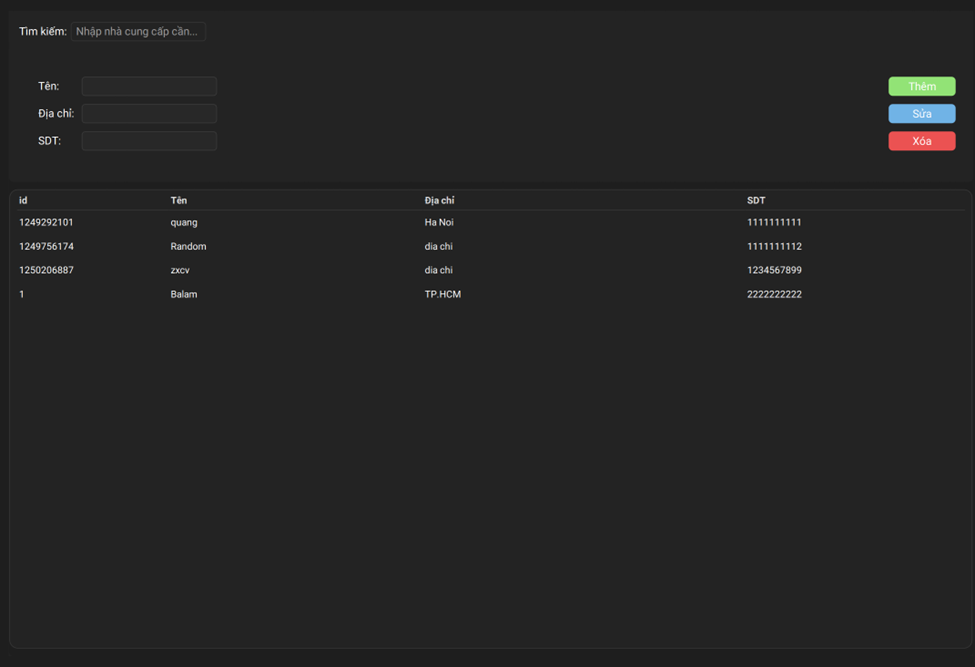 Tìm kiếm: Nhập nhà cung cấp cần...
Tên: Thêm
Địa chỉ: Sửa
SDT: Xóa
id Tên Địa chỉ SDT
1249292101 quang Ha Noi 1111111111
1249756174 Random dia chi 1111111112
1250206887 zxcv dia chi 1234567899
1 Balam TP.HCM 2222222222